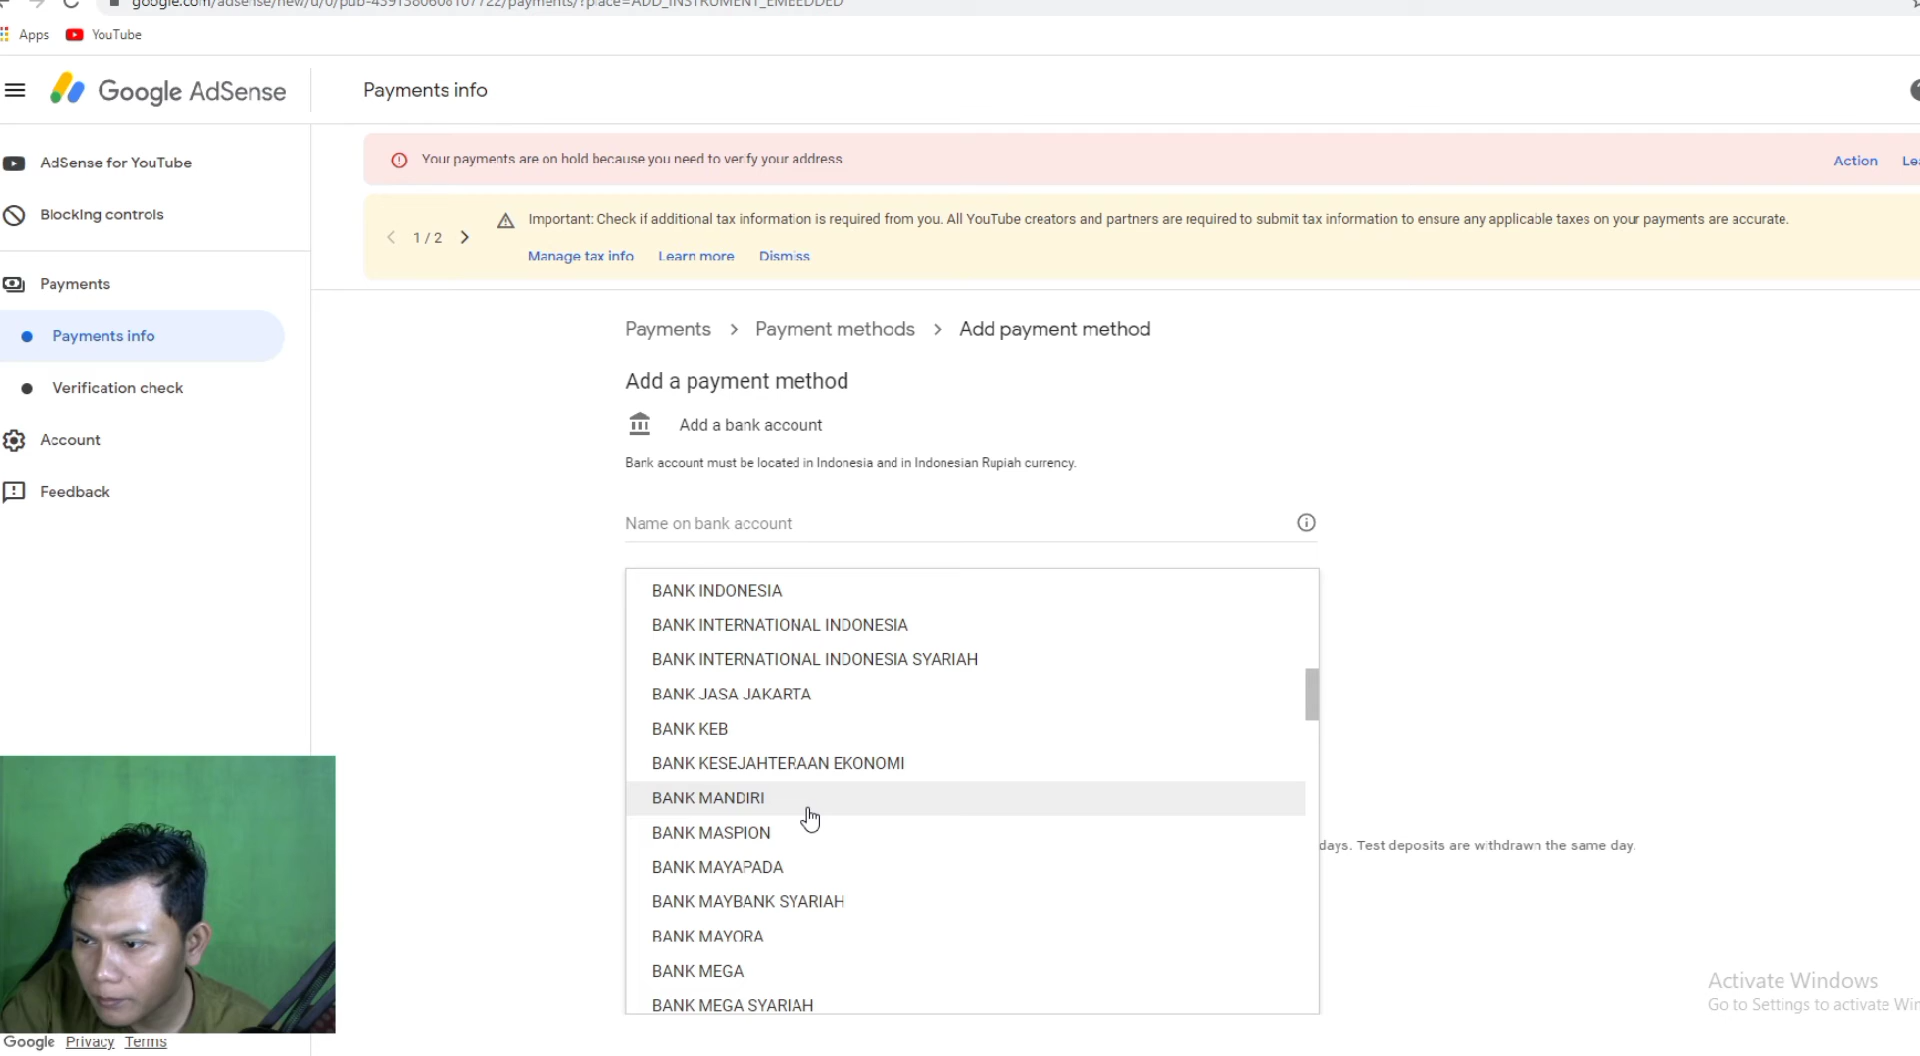 Apps YouTube
Google AdSense
Payments info
AdSense for YouTube
Blocking controls
Payments
Payments info
Verification check
Account
Feedback
Your payments are on hold because you need to verify your address
Action
1 / 2
Important: Check if additional tax information is required from you. All YouTube creators and partners are required to submit tax information to ensure any applicable taxes on your payments are accurate.
Manage tax info Learn more Dismiss
Payments > Payment methods > Add payment method
Add a payment method
Add a bank account
Bank account must be located in Indonesia and in Indonesian Rupiah currency.
Name on bank account
BANK INDONESIA
BANK INTERNATIONAL INDONESIA
BANK INTERNATIONAL INDONESIA SYARIAH
BANK JASA JAKARTA
BANK KEB
BANK KESEJAHTERAAN EKONOMI
BANK MANDIRI
BANK MASPION
BANK MAYAPADA
BANK MAYBANK SYARIAH
BANK MAYORA
BANK MEGA
BANK MEGA SYARIAH
days. Test deposits are withdrawn the same day.
Activate Windows
Go to Settings to activate
Google Privacy Terms